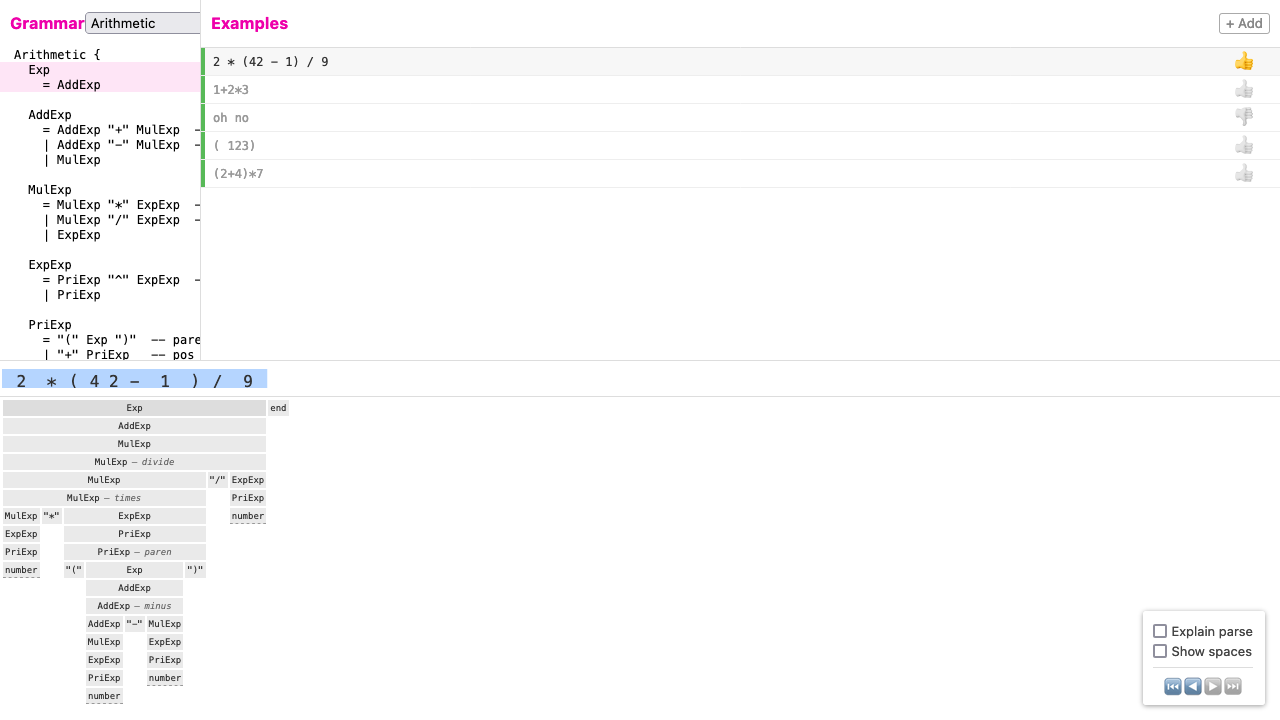 Grammar Arithmetic Examples + Add
Arithmetic {
Exp
= AddExp
AddExp
= AddExp "+" MulExp –
| AddExp "-" MulExp –
| MulExp
MulExp
= MulExp "*" ExpExp –
| MulExp "/" ExpExp –
| ExpExp
ExpExp
= PriExp "^" ExpExp –
| PriExp
PriExp
= "(" Exp ")" -- pare
| "+" PriExp -- pos
2 * (42 - 1) / 9 👍
1+2*3 👍
oh no 👎
( 123) 👍
(2+4)*7 👍
2 * ( 4 2 - 1 ) / 9
Exp end
AddExp
MulExp
MulExp – divide
MulExp "/" ExpExp
MulExp – times PriExp
MulExp "*" ExpExp number
ExpExp PriExp
PriExp PriExp – paren
number "(" Exp ")"
AddExp
AddExp – minus
AddExp "-" MulExp
MulExp ExpExp
ExpExp PriExp
PriExp number
number
Explain parse
Show spaces
⏮ ◀ ▶ ⏭